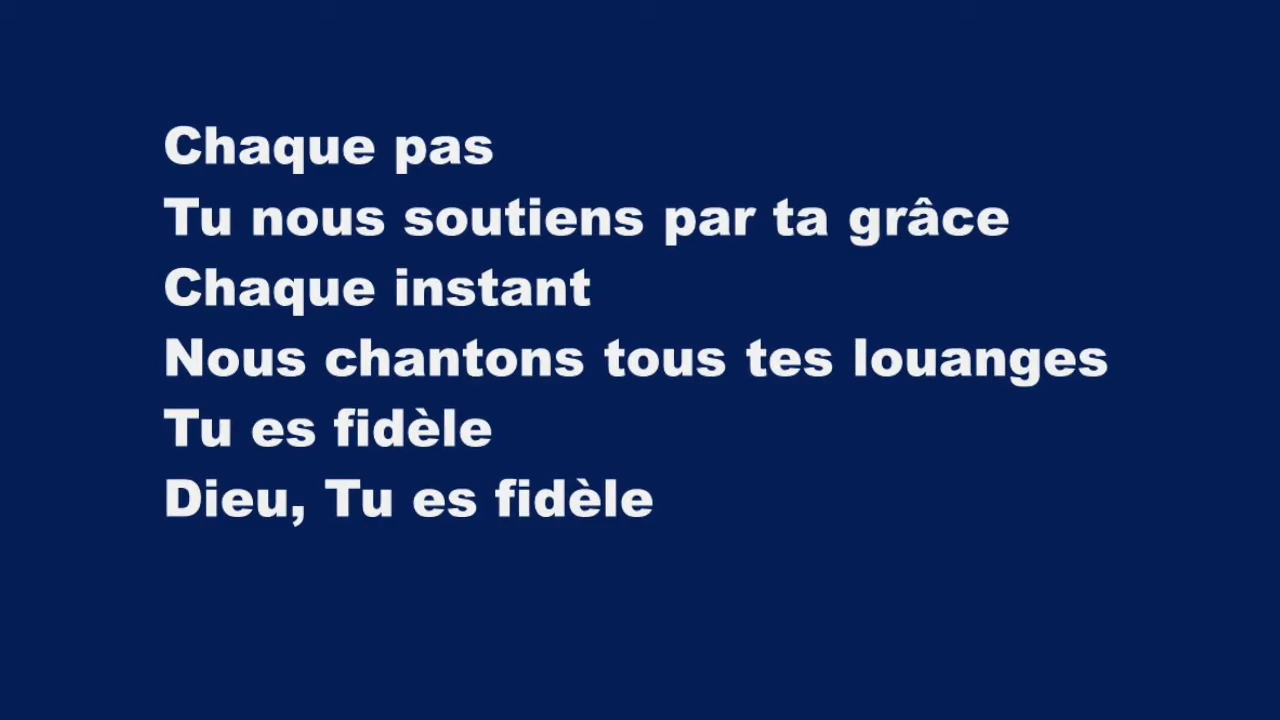 Chaque pas
Tu nous soutiens par ta grâce
Chaque instant
Nous chantons tous tes louanges
Tu es fidèle
Dieu, Tu es fidèle